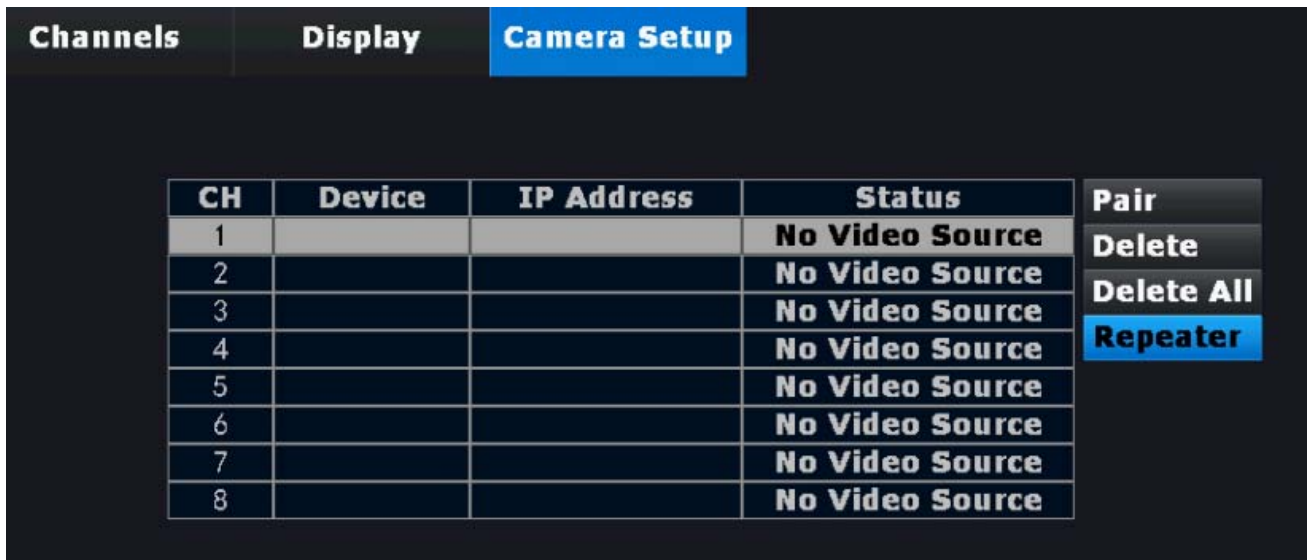 Channels Display Camera Setup
CH Device IP Address Status
Pair
1 No Video Source
Delete
2 No Video Source
Delete All
3 No Video Source
Repeater
4 No Video Source
5 No Video Source
6 No Video Source
7 No Video Source
8 No Video Source